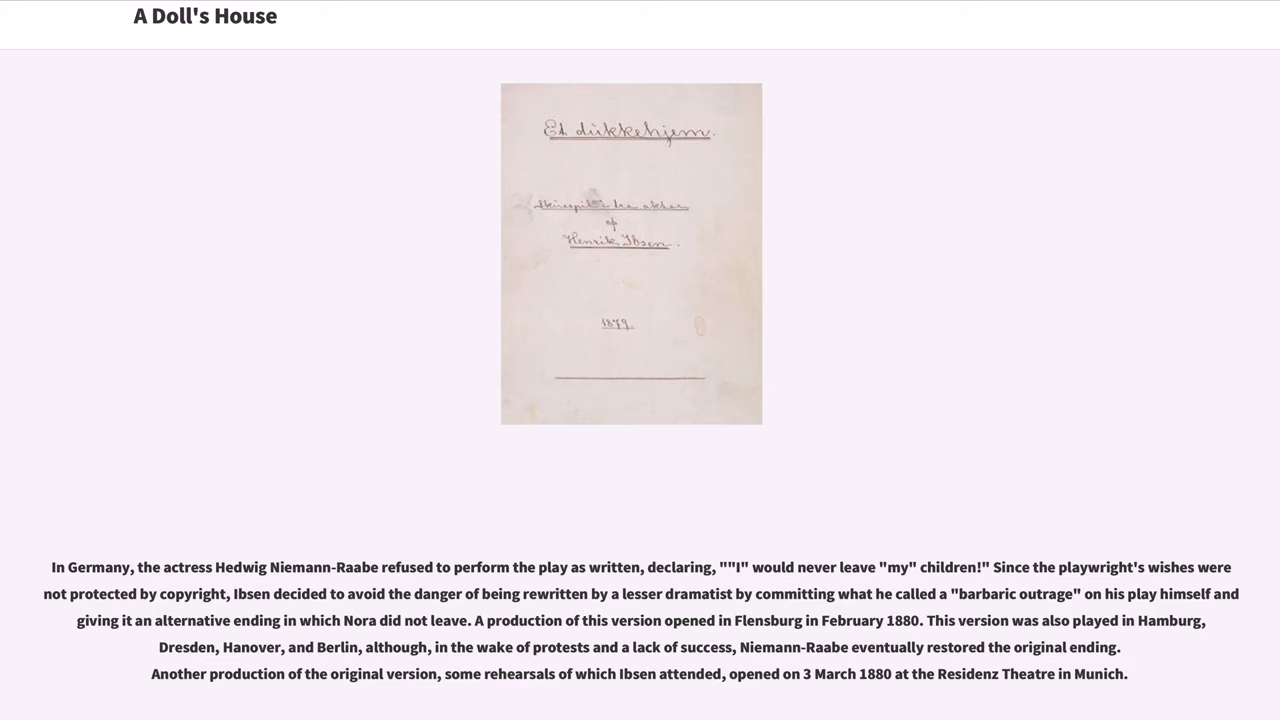 A Doll's House
Et dukkehjem.
Skuespil i tre akter
af
Henrik Ibsen.
1879.
In Germany, the actress Hedwig Niemann-Raabe refused to perform the play as written, declaring, ""I" would never leave "my" children!" Since the playwright's wishes were
not protected by copyright, Ibsen decided to avoid the danger of being rewritten by a lesser dramatist by committing what he called a "barbaric outrage" on his play himself and
giving it an alternative ending in which Nora did not leave. A production of this version opened in Flensburg in February 1880. This version was also played in Hamburg,
Dresden, Hanover, and Berlin, although, in the wake of protests and a lack of success, Niemann-Raabe eventually restored the original ending.
Another production of the original version, some rehearsals of which Ibsen attended, opened on 3 March 1880 at the Residenz Theatre in Munich.